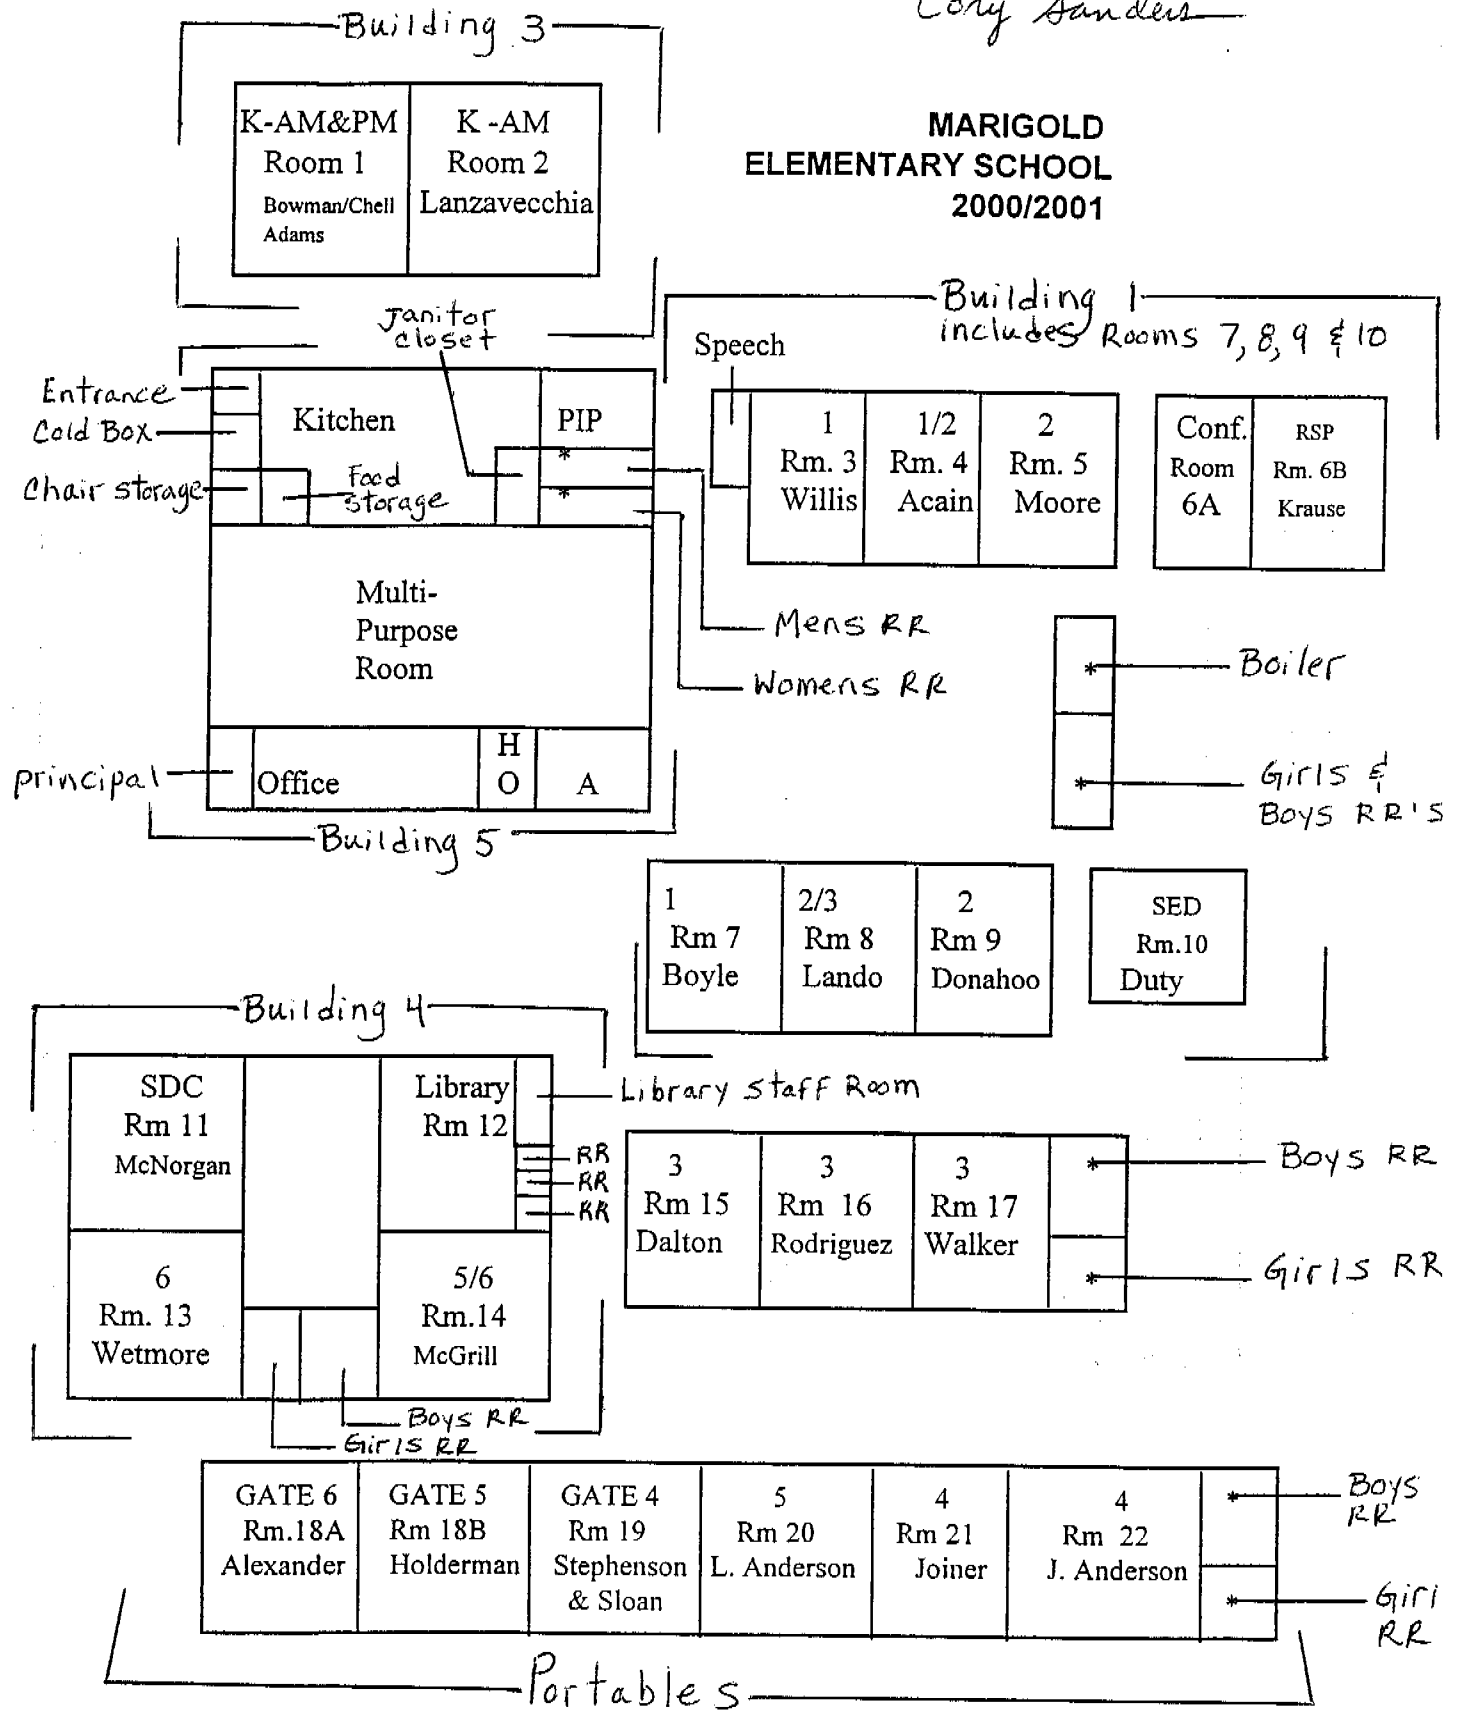 Cory Sanders
Building 3
MARIGOLD
ELEMENTARY SCHOOL
2000/2001
K-AM&PM
Room 1
Bowman/Chell
Adams
K -AM
Room 2
Lanzavecchia
Building 1
includes Rooms 7, 8, 9 & 10
Janitor
closet
Speech
Entrance
Cold Box
Chair storage
Kitchen
Food
storage
PIP
*
*
1
Rm. 3
Willis
1/2
Rm. 4
Acain
2
Rm. 5
Moore
Conf.
Room
6A
RSP
Rm. 6B
Krause
Multi-
Purpose
Room
Mens RR
Womens RR
* Boiler
* Girls &
Boys RR'S
principal
Office
H
O
A
Building 5
1
Rm 7
Boyle
2/3
Rm 8
Lando
2
Rm 9
Donahoo
SED
Rm.10
Duty
Building 4
SDC
Rm 11
McNorgan
Library
Rm 12
Library Staff Room
RR
RR
RR
6
Rm. 13
Wetmore
5/6
Rm.14
McGrill
Boys RR
Girls RR
3
Rm 15
Dalton
3
Rm 16
Rodriguez
3
Rm 17
Walker
* Boys RR
* Girls RR
GATE 6
Rm.18A
Alexander
GATE 5
Rm 18B
Holderman
GATE 4
Rm 19
Stephenson
& Sloan
5
Rm 20
L. Anderson
4
Rm 21
Joiner
4
Rm 22
J. Anderson
* Boys
RR
* Girl
RR
Portables